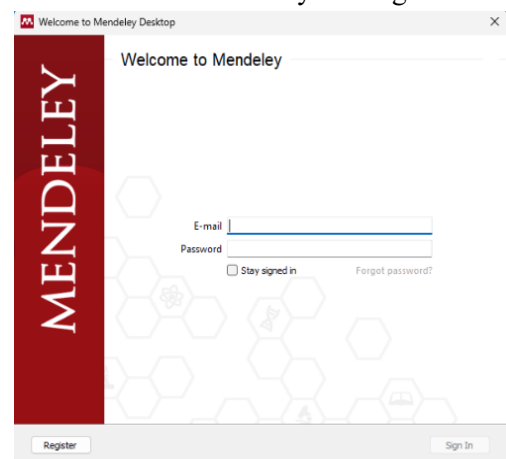 Welcome to Mendeley Desktop
Welcome to Mendeley
MENDELEY
E-mail
Password
Stay signed in Forgot password?
Register Sign In